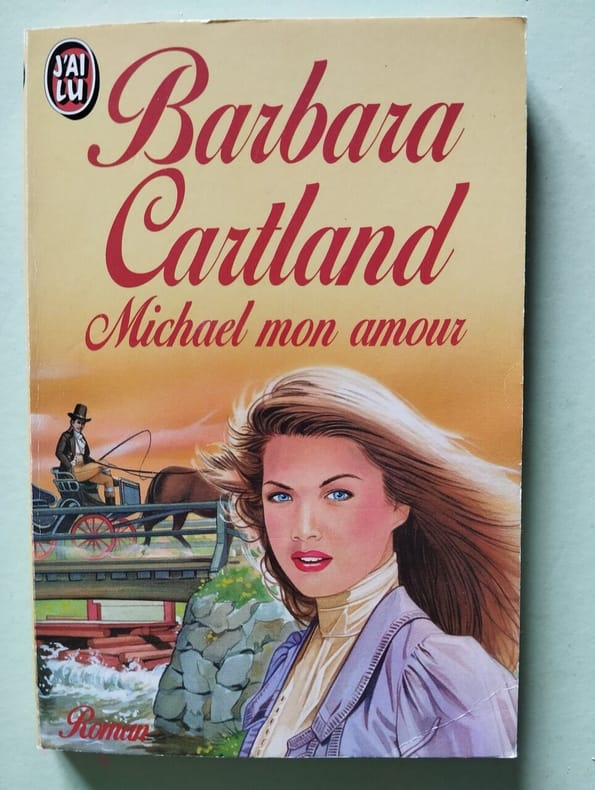 J'AI
LU
Barbara
Cartland
Michael mon amour
Roman